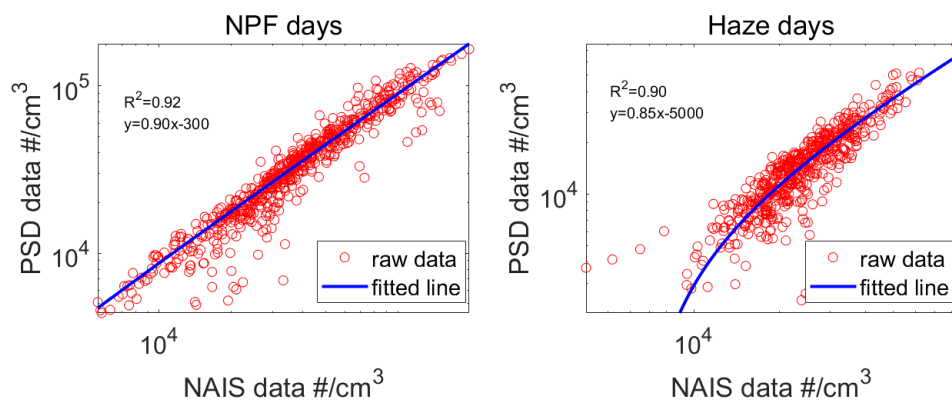 NPF days
PSD data #/cm³
10⁵
10⁴
R²=0.92
y=0.90x-300
raw data
fitted line
10⁴
NAIS data #/cm³
Haze days
PSD data #/cm³
10⁴
R²=0.90
y=0.85x-5000
raw data
fitted line
10⁴
NAIS data #/cm³